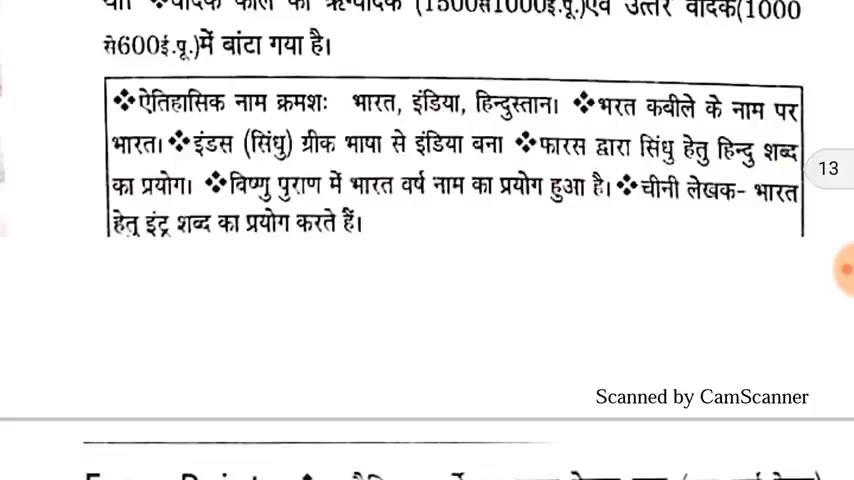 वैदिक काल को ऋग्वैदिक (1500से1000ई.पू.)एवं उत्तर वैदिक(1000
से600ई.पू.)में बांटा गया है।
❖ऐतिहासिक नाम क्रमशः भारत, इंडिया, हिन्दुस्तान। ❖भरत कबीले के नाम पर
भारत। ❖इंडस (सिंधु) ग्रीक भाषा से इंडिया बना ❖फारस द्वारा सिंधु हेतु हिन्दु शब्द
का प्रयोग। ❖विष्णु पुराण में भारत वर्ष नाम का प्रयोग हुआ है। ❖चीनी लेखक- भारत
हेतु इंटू शब्द का प्रयोग करते हैं।
13
Scanned by CamScanner